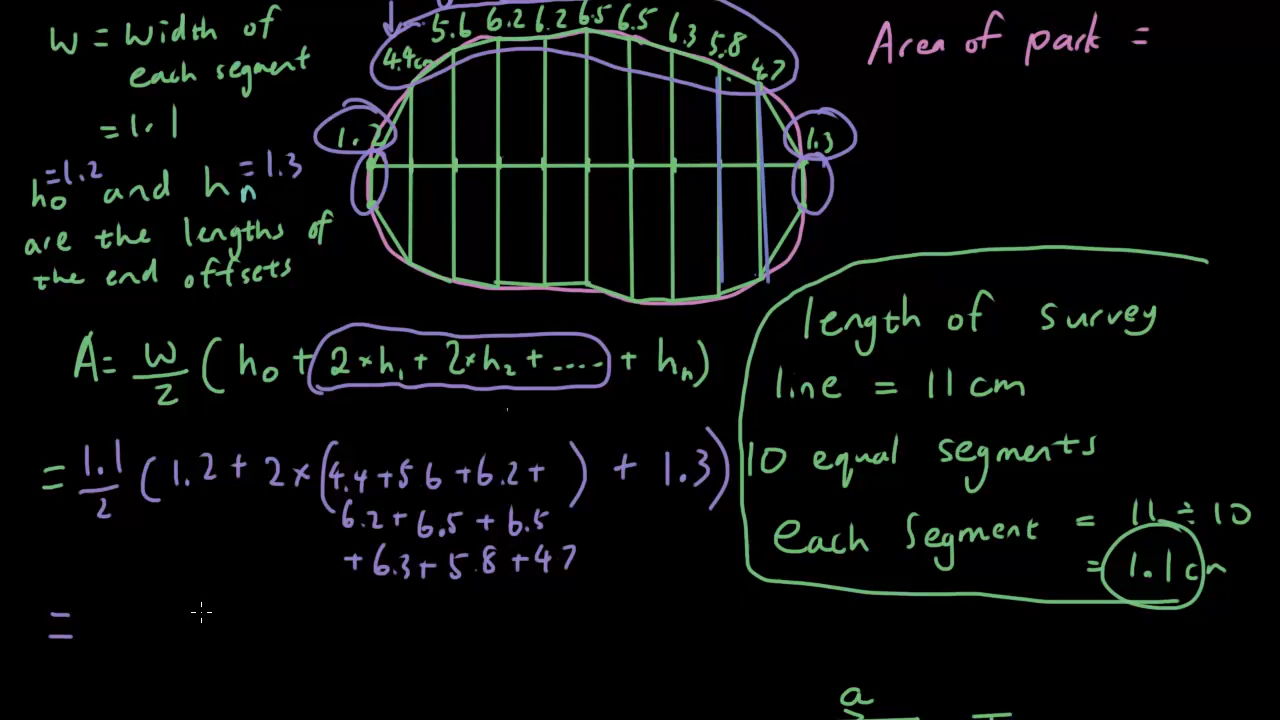 w = width of
each segment
= 1.1
h₀ =1.2 and hₙ =1.3
are the lengths of
the end offsets
4.4cm 5.6 6.2 6.2 6.5 6.5 6.3 5.8 4.7
1.2
1.3
Area of park =
A = w/2 ( h₀ + 2×h₁ + 2×h₂ + .... + hₙ )
= 1.1/2 ( 1.2 + 2 × ( 4.4 + 5 6 + 6.2 + ) + 1.3 )
6.2 + 6.5 + 6.5
+ 6.3 + 5.8 + 4 7
=
length of survey
line = 11 cm
10 equal segments
each segment = 11 ÷ 10
= 1.1 cm
a